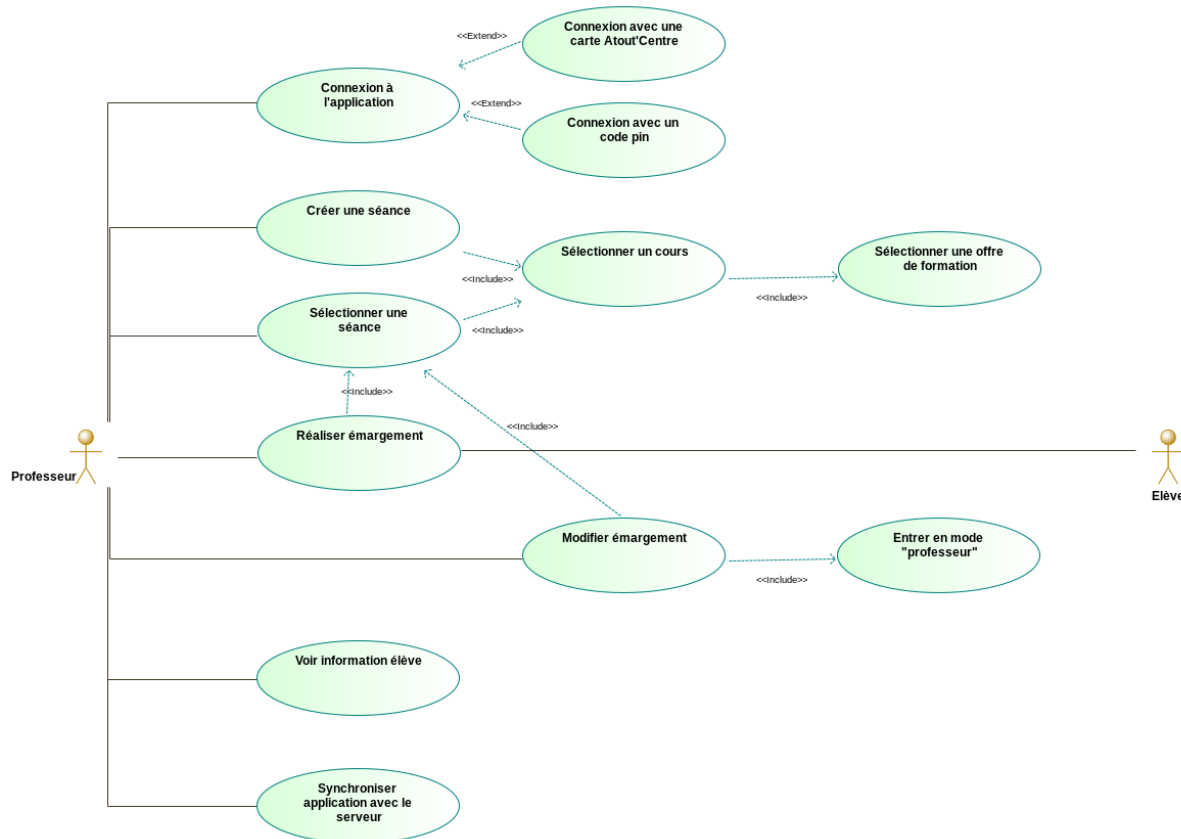 Connexion avec une
carte Atout'Centre
<<Extend>>
Connexion à
l'application
<<Extend>>
Connexion avec un
code pin
Créer une séance
Sélectionner un cours
Sélectionner une offre
de formation
<<Include>>
<<Include>>
Sélectionner une
séance
<<Include>>
<<Include>>
<<Include>>
Réaliser émargement
Professeur
Elève
Modifier émargement
Entrer en mode
"professeur"
<<Include>>
Voir information élève
Synchroniser
application avec le
serveur